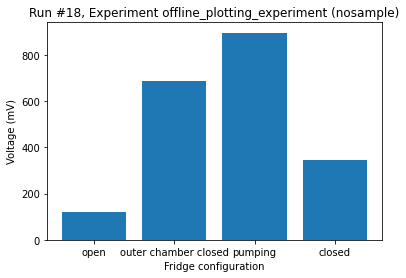 Run #18, Experiment offline_plotting_experiment (nosample)
800
600
400
200
0
Voltage (mV)
open outer chamber closed pumping closed
Fridge configuration